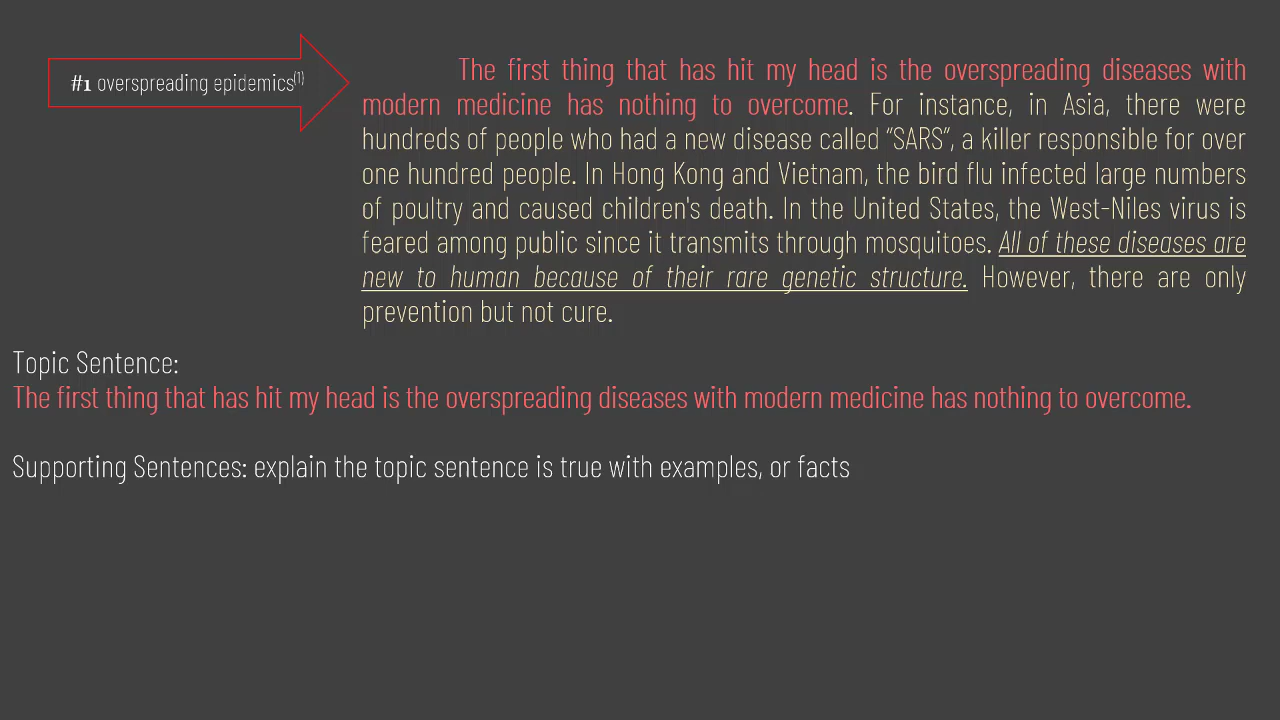 #1 overspreading epidemics(1)
The first thing that has hit my head is the overspreading diseases with
modern medicine has nothing to overcome. For instance, in Asia, there were
hundreds of people who had a new disease called “SARS”, a killer responsible for over
one hundred people. In Hong Kong and Vietnam, the bird flu infected large numbers
of poultry and caused children's death. In the United States, the West-Niles virus is
feared among public since it transmits through mosquitoes. All of these diseases are
new to human because of their rare genetic structure. However, there are only
prevention but not cure.
Topic Sentence:
The first thing that has hit my head is the overspreading diseases with modern medicine has nothing to overcome.
Supporting Sentences: explain the topic sentence is true with examples, or facts